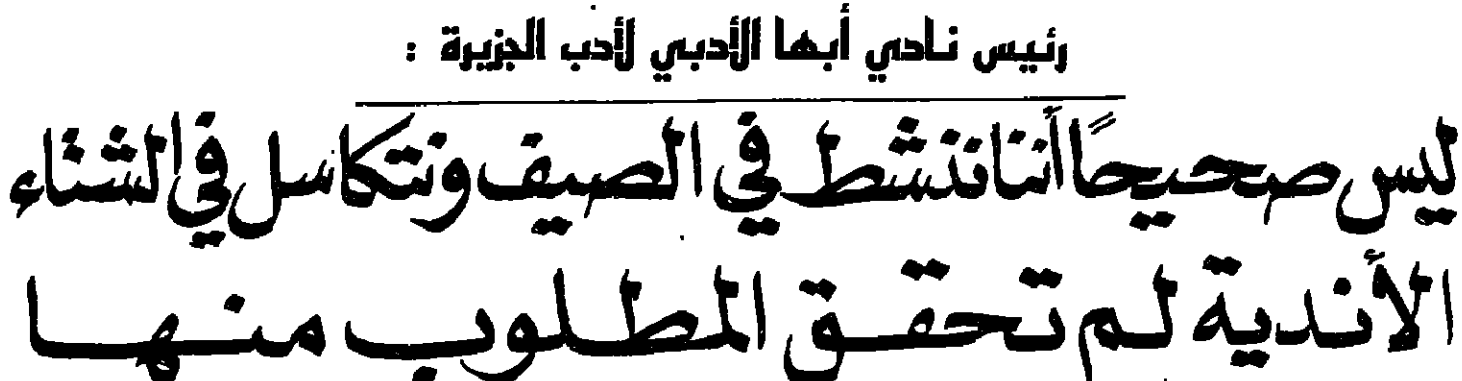 رئيس نادي أبها الأدبي لأدب الجزيرة :
ليس صحيحاً أننا ننشط في الصيف ونتكاسل في الشتاء
الأندية لم تحقق المطلوب منها